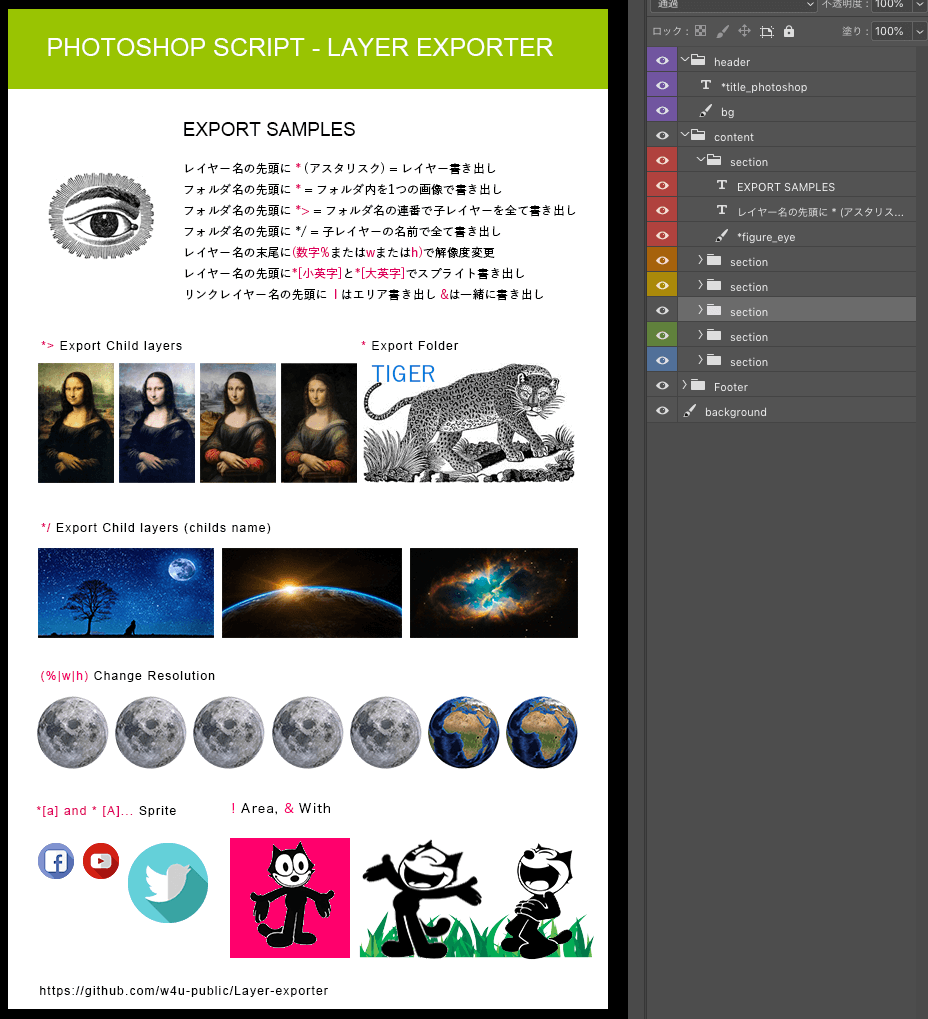 PHOTOSHOP SCRIPT - LAYER EXPORTER
EXPORT SAMPLES
レイヤー名の先頭に * (アスタリスク) = レイヤー書き出し
フォルダ名の先頭に * = フォルダ内を1つの画像で書き出し
フォルダ名の先頭に *> = フォルダ名の連番で子レイヤーを全て書き出し
フォルダ名の先頭に */ = 子レイヤーの名前で全て書き出し
レイヤー名の末尾に(数字%またはwまたはh)で解像度変更
レイヤー名の先頭に*[小英字]と*[大英字]でスプライト書き出し
リンクレイヤー名の先頭に ! はエリア書き出し &は一緒に書き出し
*> Export Child layers
* Export Folder
TIGER
*/ Export Child layers (childs name)
(%|w|h) Change Resolution
*[a] and * [A]... Sprite
! Area, & With
https://github.com/w4u-public/Layer-exporter
通過
不透明度 : 100%
ロック :
塗り : 100%
header
*title_photoshop
bg
content
section
EXPORT SAMPLES
レイヤー名の先頭に * (アスタリス...
*figure_eye
section
section
section
section
section
Footer
background